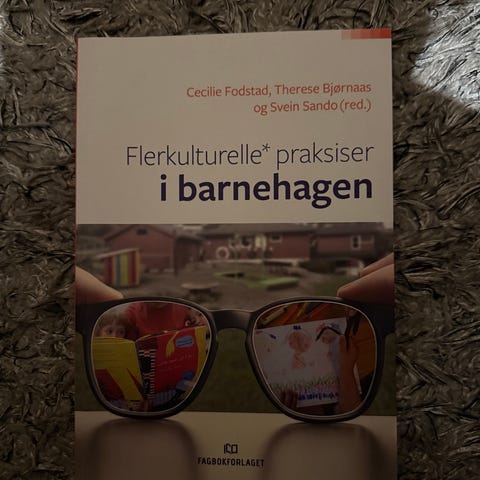 Cecilie Fodstad, Therese Bjørnaas
og Svein Sando (red.)
Flerkulturelle* praksiser
i barnehagen
FAGBOKFORLAGET